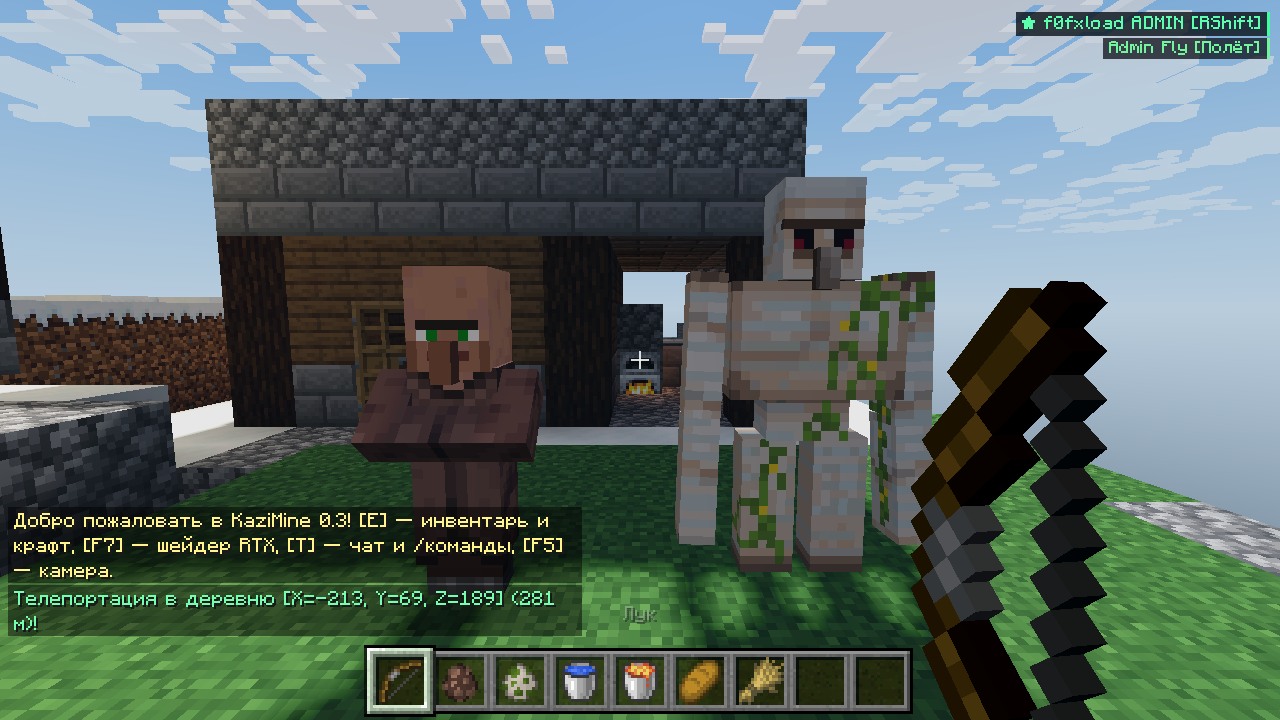 ★ f0fxload ADMIN [RShift]
Admin Fly [Полёт]
Добро пожаловать в KaziMine 0.3! [E] — инвентарь и
крафт, [F7] — шейдер RTX, [T] — чат и /команды, [F5]
— камера.
Телепортация в деревню [X=-213, Y=69, Z=189] (281
м)!
Лук